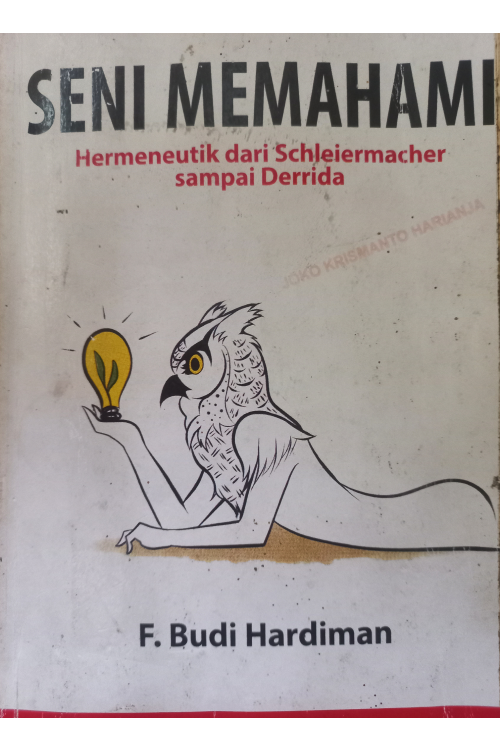 SENI MEMAHAMI
Hermeneutik dari Schleiermacher
sampai Derrida
JOKO KRISMANTO HARIANJA
F. Budi Hardiman